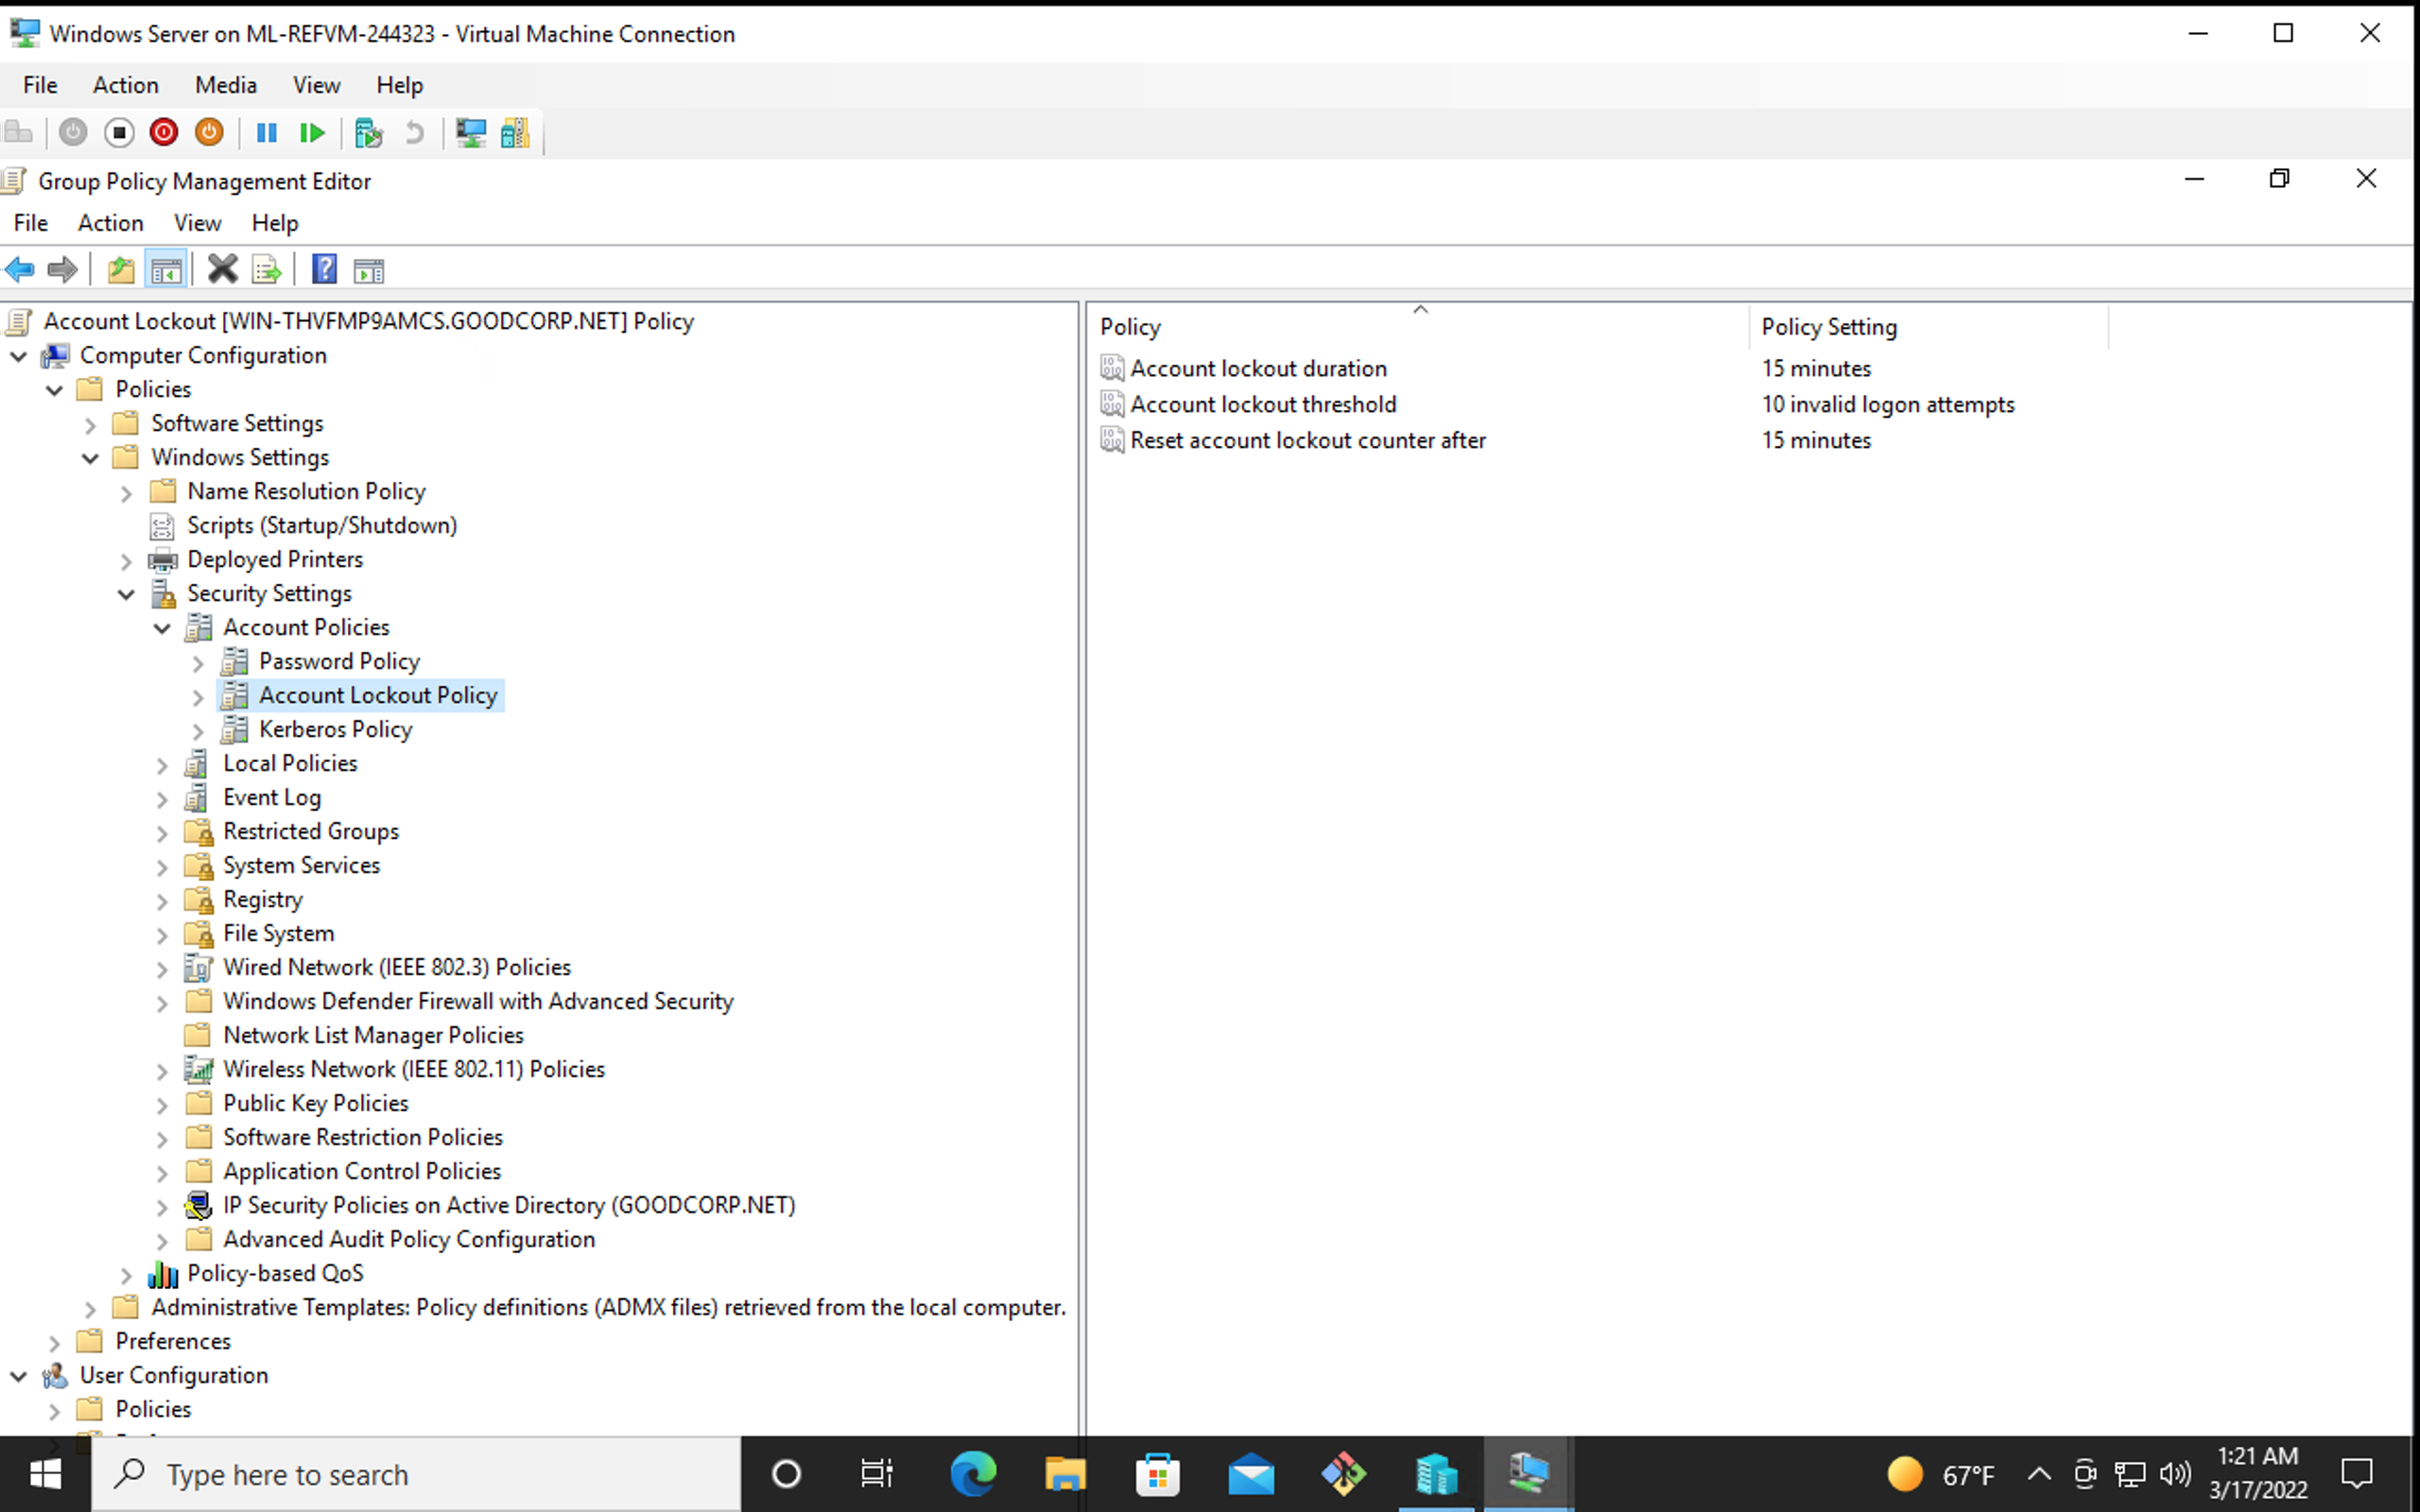 Windows Server on ML-REFVM-244323 - Virtual Machine Connection
File Action Media View Help
Group Policy Management Editor
File Action View Help
Account Lockout [WIN-THVFMP9AMCS.GOODCORP.NET] Policy
Computer Configuration
Policies
Software Settings
Windows Settings
Name Resolution Policy
Scripts (Startup/Shutdown)
Deployed Printers
Security Settings
Account Policies
Password Policy
Account Lockout Policy
Kerberos Policy
Local Policies
Event Log
Restricted Groups
System Services
Registry
File System
Wired Network (IEEE 802.3) Policies
Windows Defender Firewall with Advanced Security
Network List Manager Policies
Wireless Network (IEEE 802.11) Policies
Public Key Policies
Software Restriction Policies
Application Control Policies
IP Security Policies on Active Directory (GOODCORP.NET)
Advanced Audit Policy Configuration
Policy-based QoS
Administrative Templates: Policy definitions (ADMX files) retrieved from the local computer.
Preferences
User Configuration
Policies
Policy Policy Setting
Account lockout duration 15 minutes
Account lockout threshold 10 invalid logon attempts
Reset account lockout counter after 15 minutes
Type here to search
67°F
1:21 AM
3/17/2022